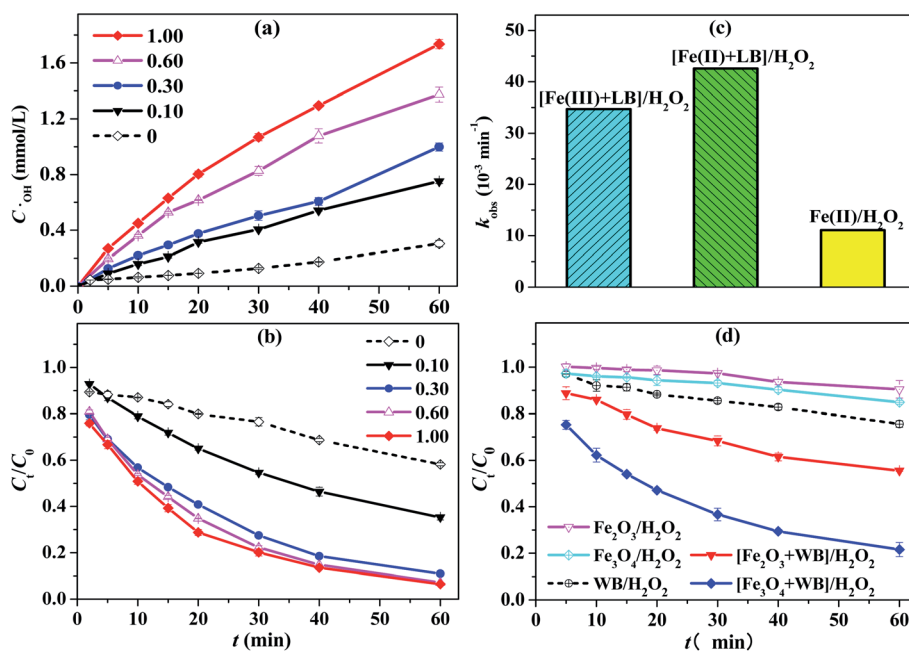 (a)
1.00
0.60
0.30
0.10
0
C·OH (mmol/L)
1.6
1.2
0.8
0.4
0.0
0 10 20 30 40 50 60
(c)
[Fe(III)+LB]/H2O2
[Fe(II)+LB]/H2O2
Fe(II)/H2O2
kobs (10-3 min-1)
50
40
30
20
10
0
(b)
0
0.10
0.30
0.60
1.00
Ct/C0
1.0
0.8
0.6
0.4
0.2
0.0
0 10 20 30 40 50 60
t (min)
(d)
Ct/C0
1.0
0.8
0.6
0.4
0.2
0.0
Fe2O3/H2O2
Fe3O4/H2O2
WB/H2O2
[Fe2O3+WB]/H2O2
[Fe3O4+WB]/H2O2
0 10 20 30 40 50 60
t( min)